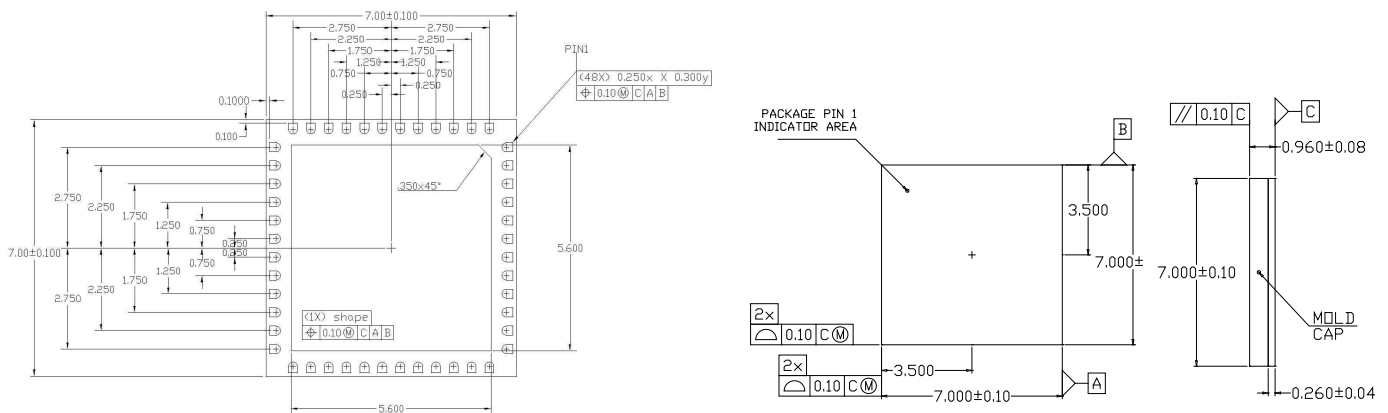 7.00±0.100
2.750 2.750
2.250 2.250
1.750 1.750
1.250 1.250
0.750 0.750
0.250
0.250
PIN1
(48X) 0.250x X 0.300y
⌖ 0.10Ⓜ C A B
0.1000
0.100
.350x45°
2.750
2.250
1.750
1.250
0.750
0.250
0.250
0.750
1.250
1.750
2.250
2.750
7.00±0.100
5.600
(1X) shape
⌖ 0.10Ⓜ C A B
5.600
PACKAGE PIN 1
INDICATOR AREA
B
3.500
7.000±
2x
⌓ 0.10 CⓂ
2x
⌓ 0.10 CⓂ
3.500
7.000±0.10
A
// 0.10 C
C
0.960±0.08
7.000±0.10
MOLD
CAP
0.260±0.04